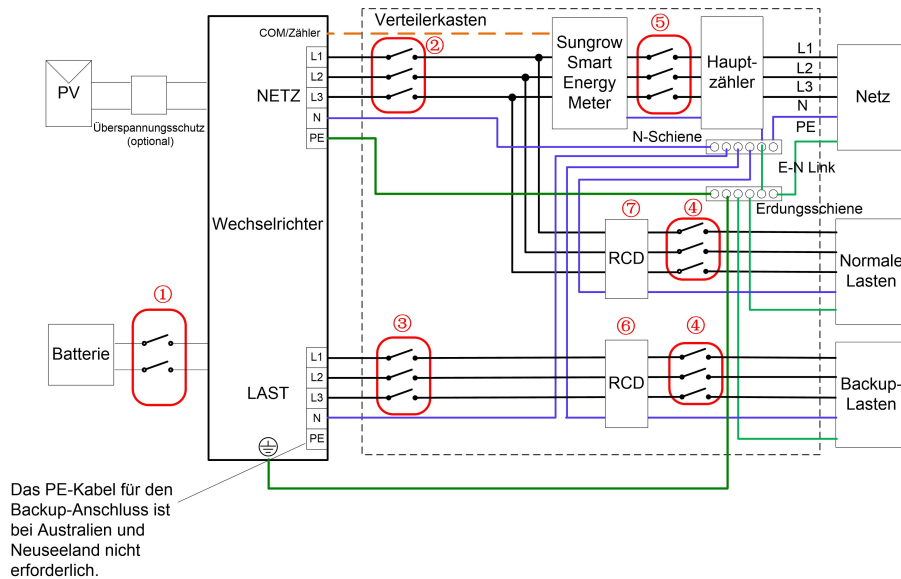 Verteilerkasten
COM/Zähler
②
⑤
L1
L2
L3
N
PE
NETZ
Sungrow
Smart
Energy
Meter
Haupt-
zähler
L1
L2
L3
N
PE
Netz
PV
Überspannungsschutz
(optional)
N-Schiene
E-N Link
Erdungsschiene
Wechselrichter
⑦
④
RCD
Normale
Lasten
①
Batterie
③
⑥
④
L1
L2
L3
N
PE
LAST
RCD
Backup-
Lasten
Das PE-Kabel für den
Backup-Anschluss ist
bei Australien und
Neuseeland nicht
erforderlich.